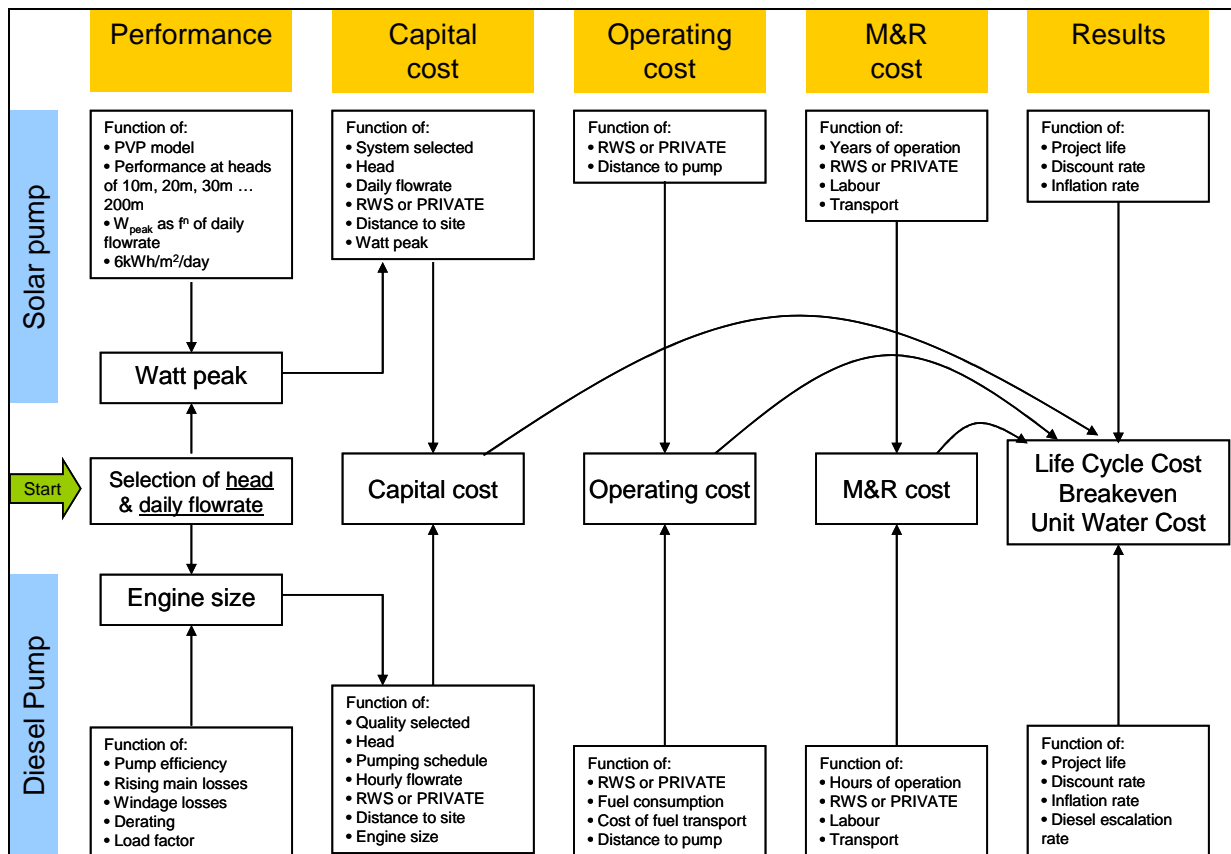 Performance
Capital
cost
Operating
cost
M&R
cost
Results
Solar pump
Function of:
• PVP model
• Performance at heads
of 10m, 20m, 30m …
200m
• Wpeak as fⁿ of daily
flowrate
• 6kWh/m²/day
Function of:
• System selected
• Head
• Daily flowrate
• RWS or PRIVATE
• Distance to site
• Watt peak
Function of:
• RWS or PRIVATE
• Distance to pump
Function of:
• Years of operation
• RWS or PRIVATE
• Labour
• Transport
Function of:
• Project life
• Discount rate
• Inflation rate
Watt peak
Start
Selection of head
& daily flowrate
Capital cost
Operating cost
M&R cost
Life Cycle Cost
Breakeven
Unit Water Cost
Diesel Pump
Engine size
Function of:
• Pump efficiency
• Rising main losses
• Windage losses
• Derating
• Load factor
Function of:
• Quality selected
• Head
• Pumping schedule
• Hourly flowrate
• RWS or PRIVATE
• Distance to site
• Engine size
Function of:
• RWS or PRIVATE
• Fuel consumption
• Cost of fuel transport
• Distance to pump
Function of:
• Hours of operation
• RWS or PRIVATE
• Labour
• Transport
Function of:
• Project life
• Discount rate
• Inflation rate
• Diesel escalation
rate